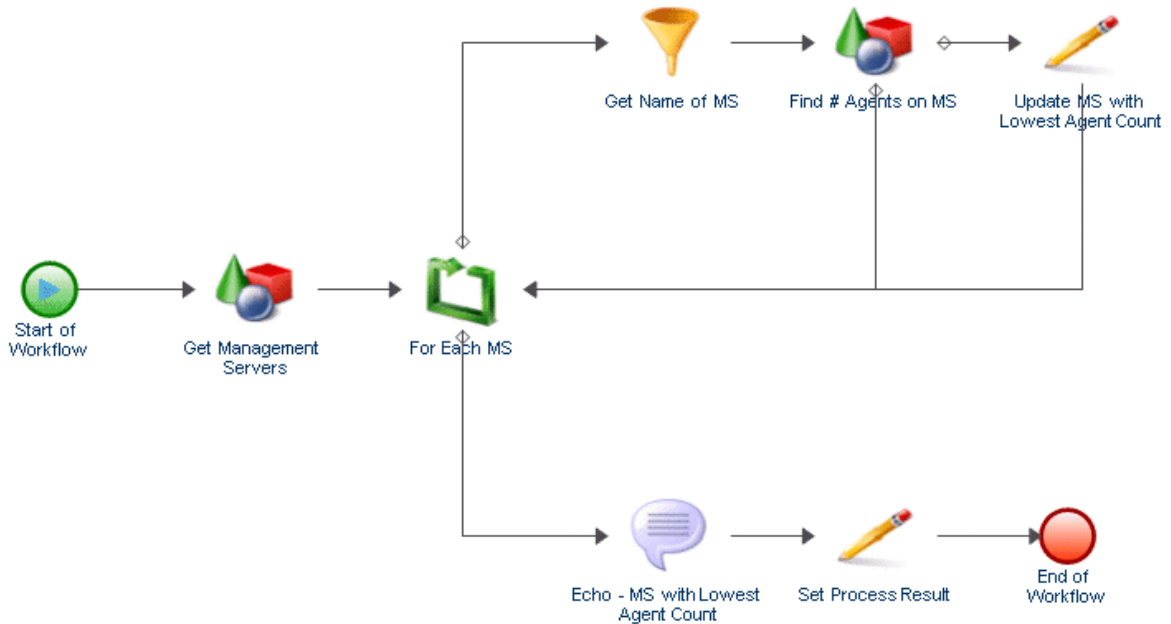 Get Name of MS
Find # Agents on MS
Update MS with
Lowest Agent Count
Start of
Workflow
Get Management
Servers
For Each MS
Echo - MS with Lowest
Agent Count
Set Process Result
End of
Workflow